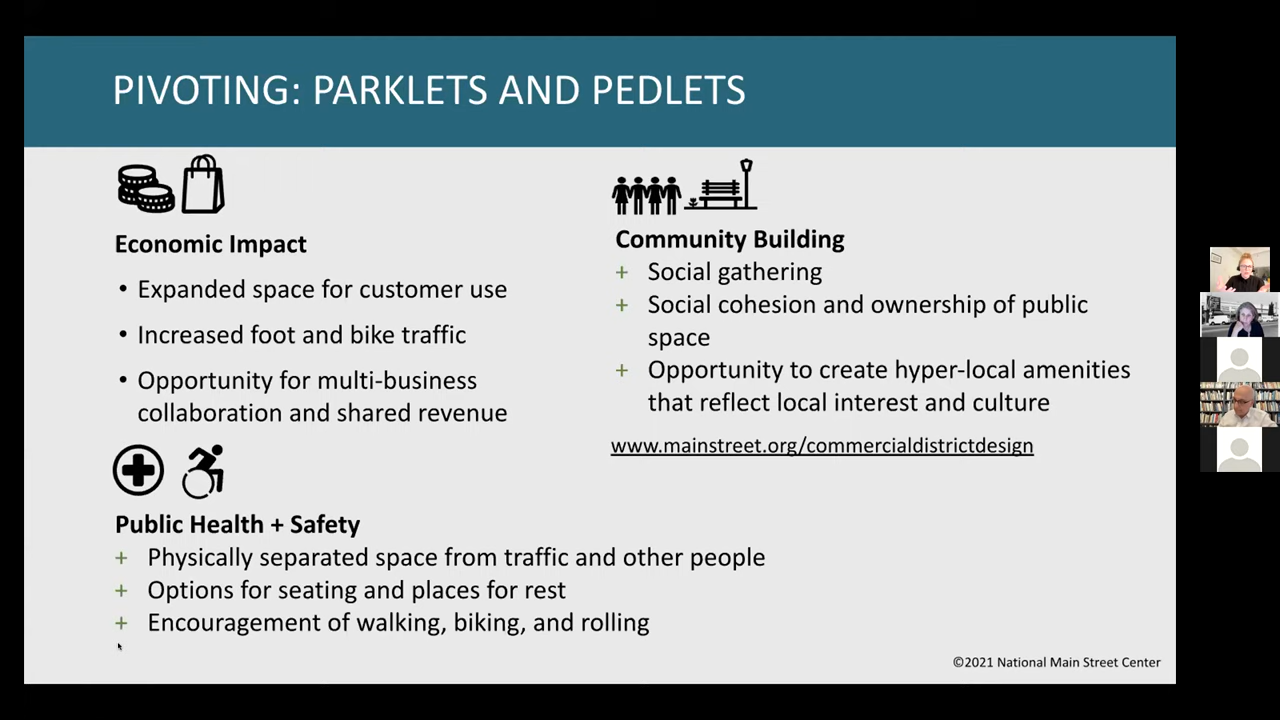 PIVOTING: PARKLETS AND PEDLETS
Economic Impact
• Expanded space for customer use
• Increased foot and bike traffic
• Opportunity for multi-business
collaboration and shared revenue
Community Building
+ Social gathering
+ Social cohesion and ownership of public
space
+ Opportunity to create hyper-local amenities
that reflect local interest and culture
www.mainstreet.org/commercialdistrictdesign
Public Health + Safety
+ Physically separated space from traffic and other people
+ Options for seating and places for rest
+ Encouragement of walking, biking, and rolling
©2021 National Main Street Center